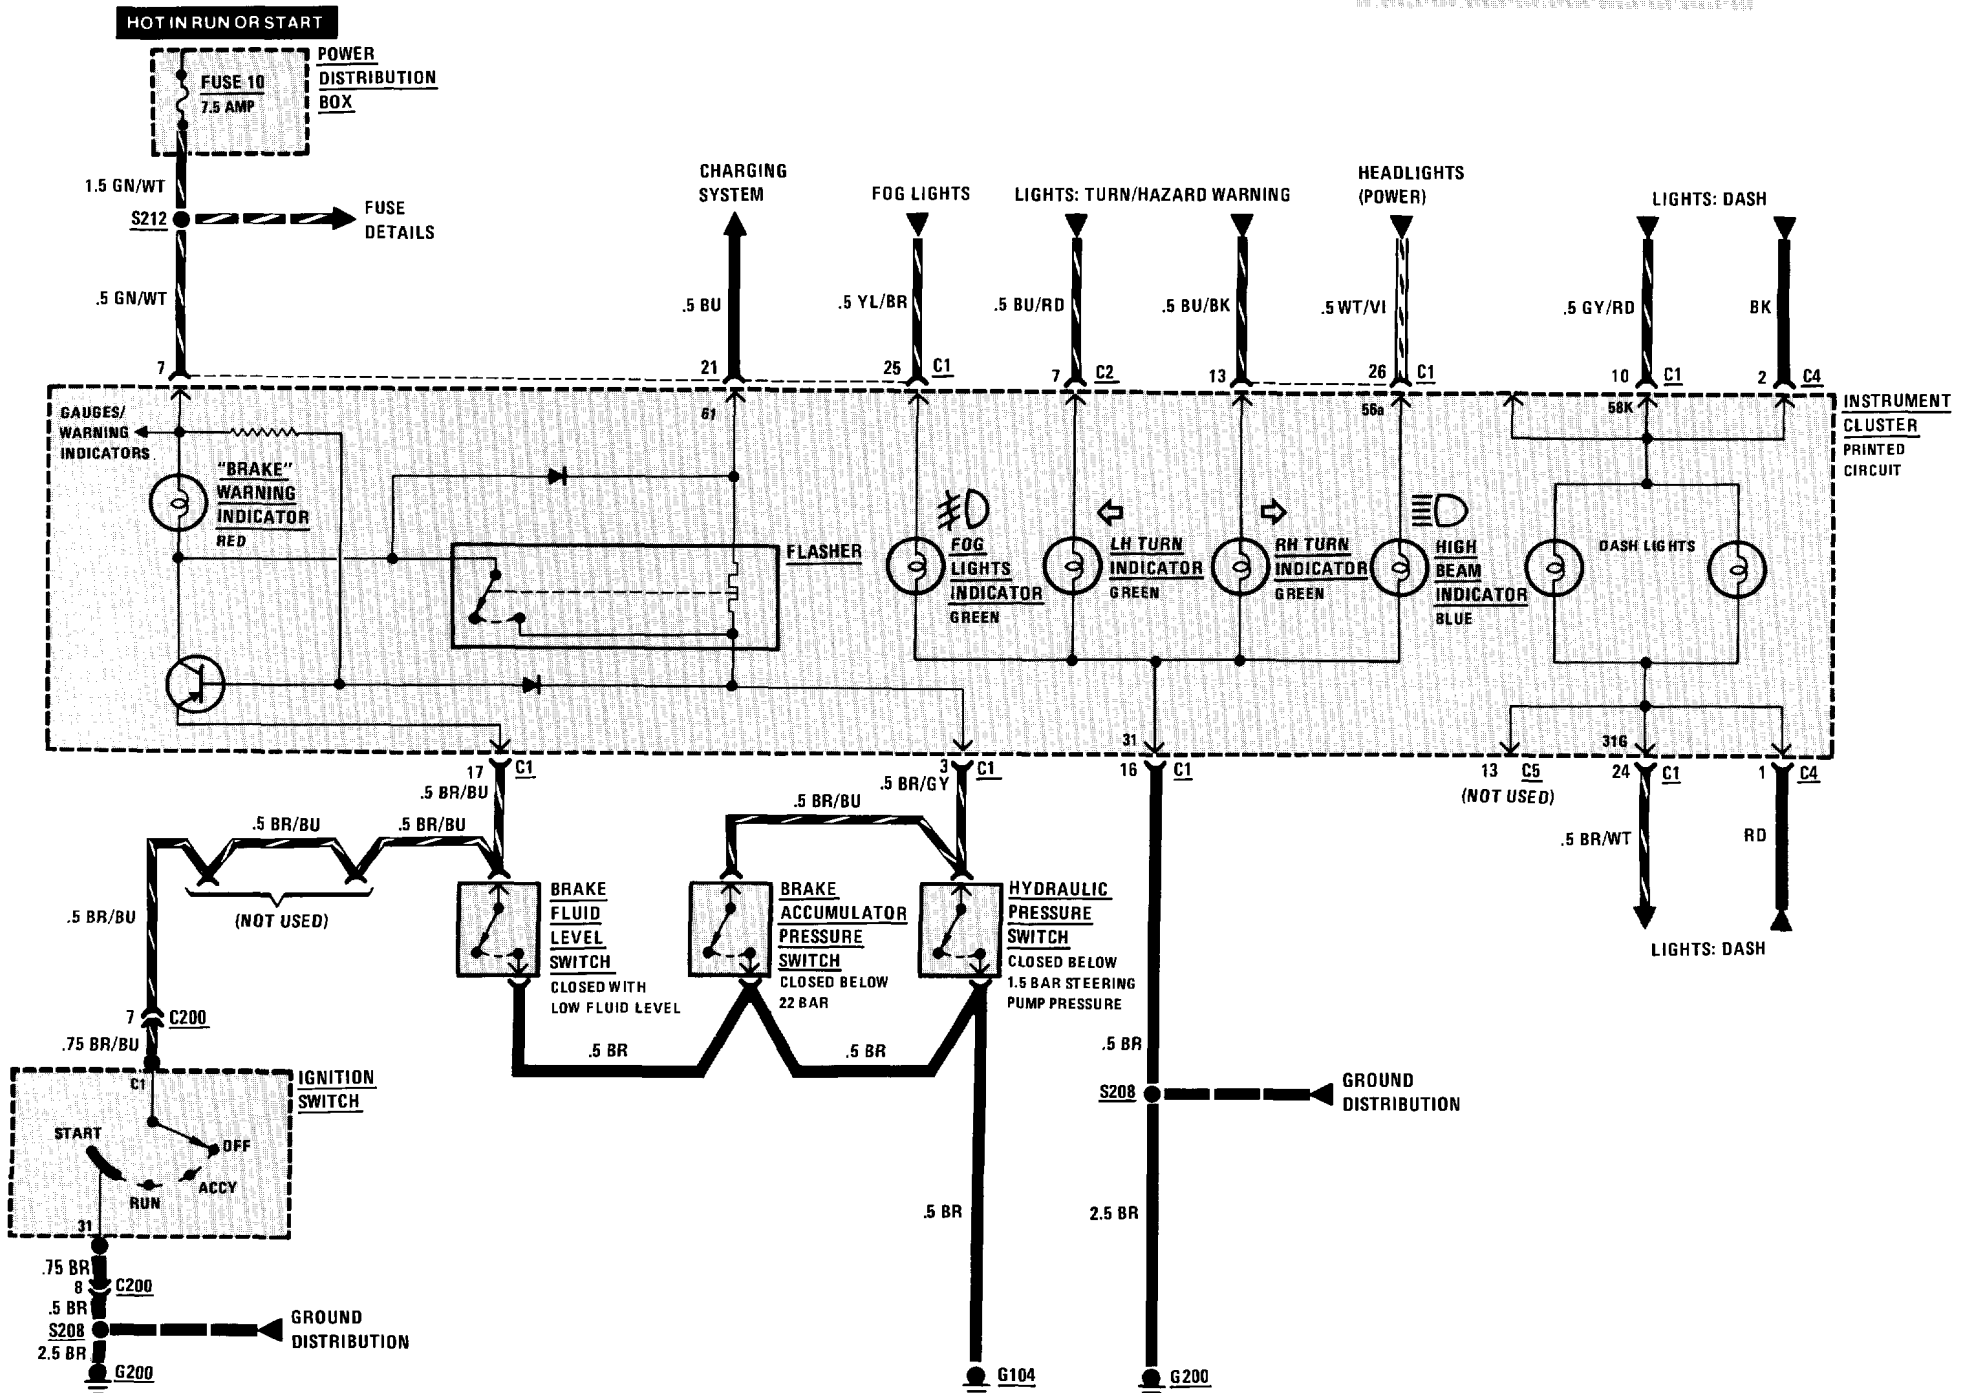 HOT IN RUN OR START
POWER
DISTRIBUTION
BOX
FUSE 10
7.5 AMP
1.5 GN/WT
S212
FUSE
DETAILS
.5 GN/WT
7
CHARGING
SYSTEM
.5 BU
21
FOG LIGHTS
.5 YL/BR
25
C1
LIGHTS: TURN/HAZARD WARNING
.5 BU/RD
7
C2
.5 BU/BK
13
HEADLIGHTS
(POWER)
.5 WT/VI
26
C1
LIGHTS: DASH
.5 GY/RD
10
C1
BK
2
C4
INSTRUMENT
CLUSTER
PRINTED
CIRCUIT
GAUGES/
WARNING
INDICATORS
61
56a
58K
"BRAKE"
WARNING
INDICATOR
RED
FLASHER
FOG
LIGHTS
INDICATOR
GREEN
LH TURN
INDICATOR
GREEN
RH TURN
INDICATOR
GREEN
HIGH
BEAM
INDICATOR
BLUE
DASH LIGHTS
31
31G
17
C1
3
C1
16
C1
13
C5
(NOT USED)
24
C1
1
C4
.5 BR/BU
.5 BR/GY
.5 BR/BU
.5 BR/BU
.5 BR/BU
.5 BR/WT
RD
LIGHTS: DASH
(NOT USED)
.5 BR/BU
BRAKE
FLUID
LEVEL
SWITCH
CLOSED WITH
LOW FLUID LEVEL
BRAKE
ACCUMULATOR
PRESSURE
SWITCH
CLOSED BELOW
22 BAR
HYDRAULIC
PRESSURE
SWITCH
CLOSED BELOW
1.5 BAR STEERING
PUMP PRESSURE
7
C200
.75 BR/BU
.5 BR
.5 BR
.5 BR
S208
GROUND
DISTRIBUTION
IGNITION
SWITCH
C1
START
OFF
ACCY
RUN
31
.5 BR
2.5 BR
.75 BR
8
C200
.5 BR
S208
GROUND
DISTRIBUTION
2.5 BR
G200
G104
G200